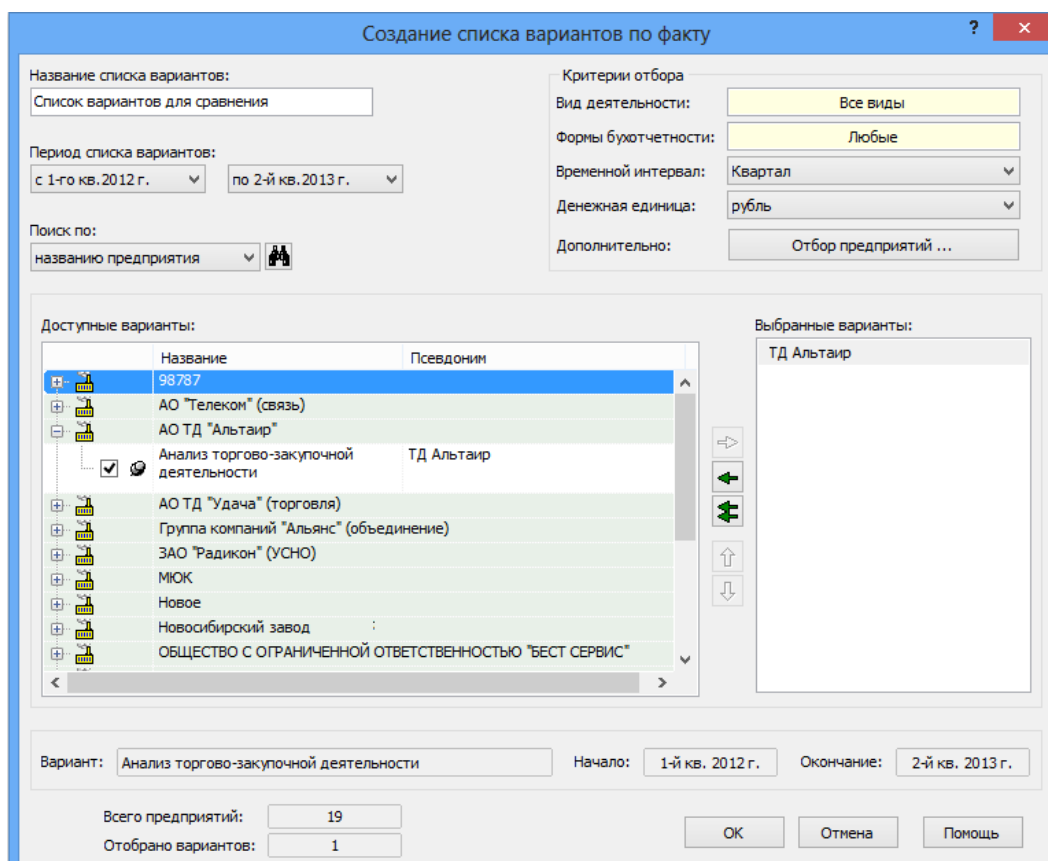 Создание списка вариантов по факту
?
×
Название списка вариантов:
Список вариантов для сравнения
Период списка вариантов:
с 1-го кв.2012 г.
по 2-й кв.2013 г.
Поиск по:
названию предприятия
Критерии отбора
Вид деятельности:
Все виды
Формы бухотчетности:
Любые
Временной интервал:
Квартал
Денежная единица:
рубль
Дополнительно:
Отбор предприятий ...
Доступные варианты:
Название Псевдоним
98787
АО "Телеком" (связь)
АО ТД "Альтаир"
Анализ торгово-закупочной
деятельности
ТД Альтаир
АО ТД "Удача" (торговля)
Группа компаний "Альянс" (объединение)
ЗАО "Радикон" (УСНО)
МЮК
Новое
Новосибирский завод :
ОБЩЕСТВО С ОГРАНИЧЕННОЙ ОТВЕТСТВЕННОСТЬЮ "БЕСТ СЕРВИС"
Выбранные варианты:
ТД Альтаир
Вариант: Анализ торгово-закупочной деятельности Начало: 1-й кв. 2012 г. Окончание: 2-й кв. 2013 г.
Всего предприятий: 19
Отобрано вариантов: 1
ОК Отмена Помощь